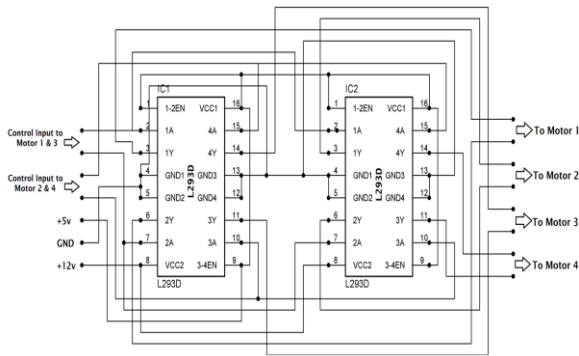 IC1
IC2
1 1-2EN VCC1 16
2 1A 4A 15
3 1Y 4Y 14
4 GND1 GND3 13
5 GND2 GND4 12
6 2Y 3Y 11
7 2A 3A 10
8 VCC2 3-4EN 9
L293D
L293D
1 1-2EN VCC1 16
2 1A 4A 15
3 1Y 4Y 14
4 GND1 GND3 13
5 GND2 GND4 12
6 2Y 3Y 11
7 2A 3A 10
8 VCC2 3-4EN 9
L293D
L293D
Control Input to
Motor 1 & 3
Control Input to
Motor 2 & 4
+5v
GND
+12v
To Motor 1
To Motor 2
To Motor 3
To Motor 4